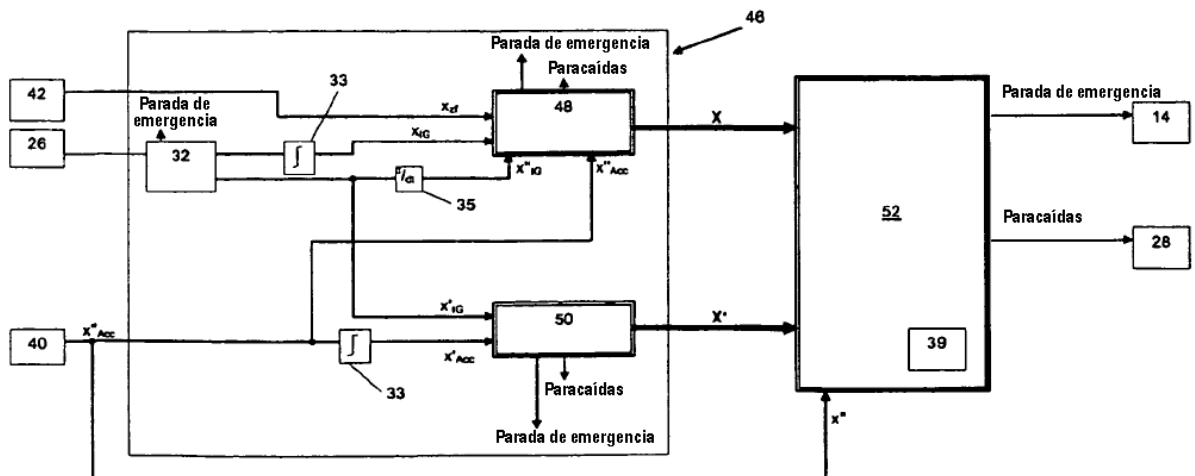 46
Parada de emergencia
Paracaídas
42
33
Parada de
emergencia
x_zf
48
X
Parada de emergencia
14
26
32
∫
x_IG
x"_IG
x"_Acc
35
52
Paracaídas
28
x'_IG
50
X'
40
x"_Acc
∫
x'_Acc
39
33
Paracaídas
x"
Parada de emergencia